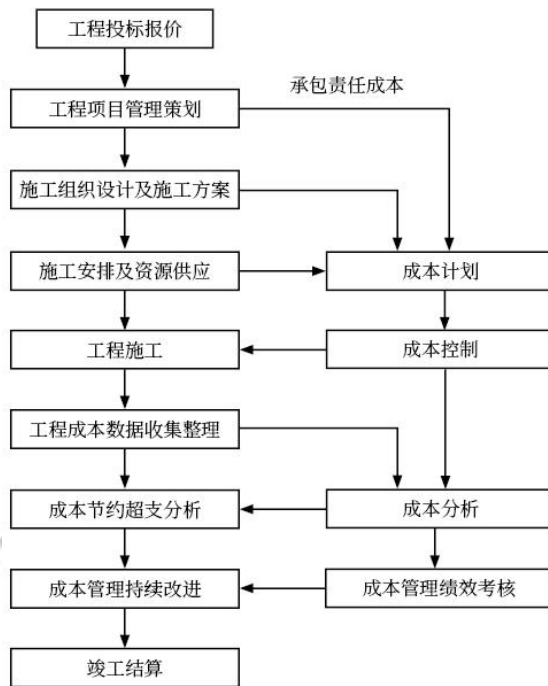 工程投标报价
承包责任成本
工程项目管理策划
施工组织设计及施工方案
施工安排及资源供应
成本计划
工程施工
成本控制
工程成本数据收集整理
成本节约超支分析
成本分析
成本管理持续改进
成本管理绩效考核
竣工结算